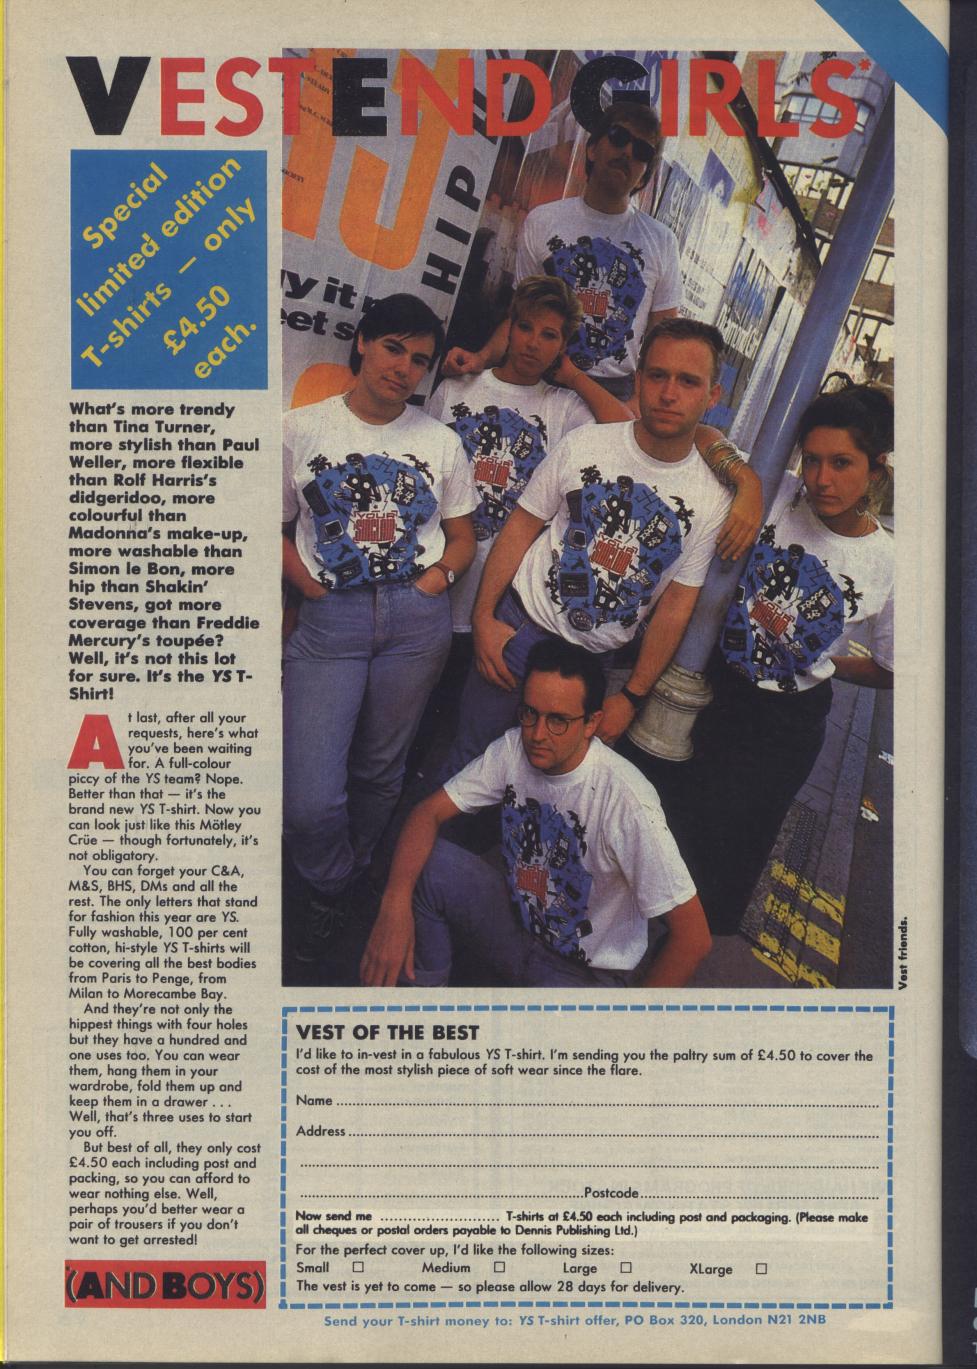 VEST END GIRLS*
Special
limited edition
T-shirts — only
£4.50
each.
What's more trendy
than Tina Turner,
more stylish than Paul
Weller, more flexible
than Rolf Harris's
didgeridoo, more
colourful than
Madonna's make-up,
more washable than
Simon le Bon, more
hip than Shakin'
Stevens, got more
coverage than Freddie
Mercury's toupée?
Well, it's not this lot
for sure. It's the YS T-
Shirt!
At last, after all your
requests, here's what
you've been waiting
for. A full-colour
piccy of the YS team? Nope.
Better than that — it's the
brand new YS T-shirt. Now you
can look just like this Mötley
Crüe — though fortunately, it's
not obligatory.
You can forget your C&A,
M&S, BHS, DMs and all the
rest. The only letters that stand
for fashion this year are YS.
Fully washable, 100 per cent
cotton, hi-style YS T-shirts will
be covering all the best bodies
from Paris to Penge, from
Milan to Morecambe Bay.
And they're not only the
hippest things with four holes
but they have a hundred and
one uses too. You can wear
them, hang them in your
wardrobe, fold them up and
keep them in a drawer . . .
Well, that's three uses to start
you off.
But best of all, they only cost
£4.50 each including post and
packing, so you can afford to
wear nothing else. Well,
perhaps you'd better wear a
pair of trousers if you don't
want to get arrested!
*(AND BOYS)
HIP
YOUR
SINCLAIR
YOUR
SINCLAIR
YOUR
SINCLAIR
Vest friends.
VEST OF THE BEST
I'd like to in-vest in a fabulous YS T-shirt. I'm sending you the paltry sum of £4.50 to cover the
cost of the most stylish piece of soft wear since the flare.
Name
Address
Postcode
Now send me .............................. T-shirts at £4.50 each including post and packaging. (Please make
all cheques or postal orders payable to Dennis Publishing Ltd.)
For the perfect cover up, I'd like the following sizes:
Small □ Medium □ Large □ XLarge □
The vest is yet to come — so please allow 28 days for delivery.
Send your T-shirt money to: YS T-shirt offer, PO Box 320, London N21 2NB